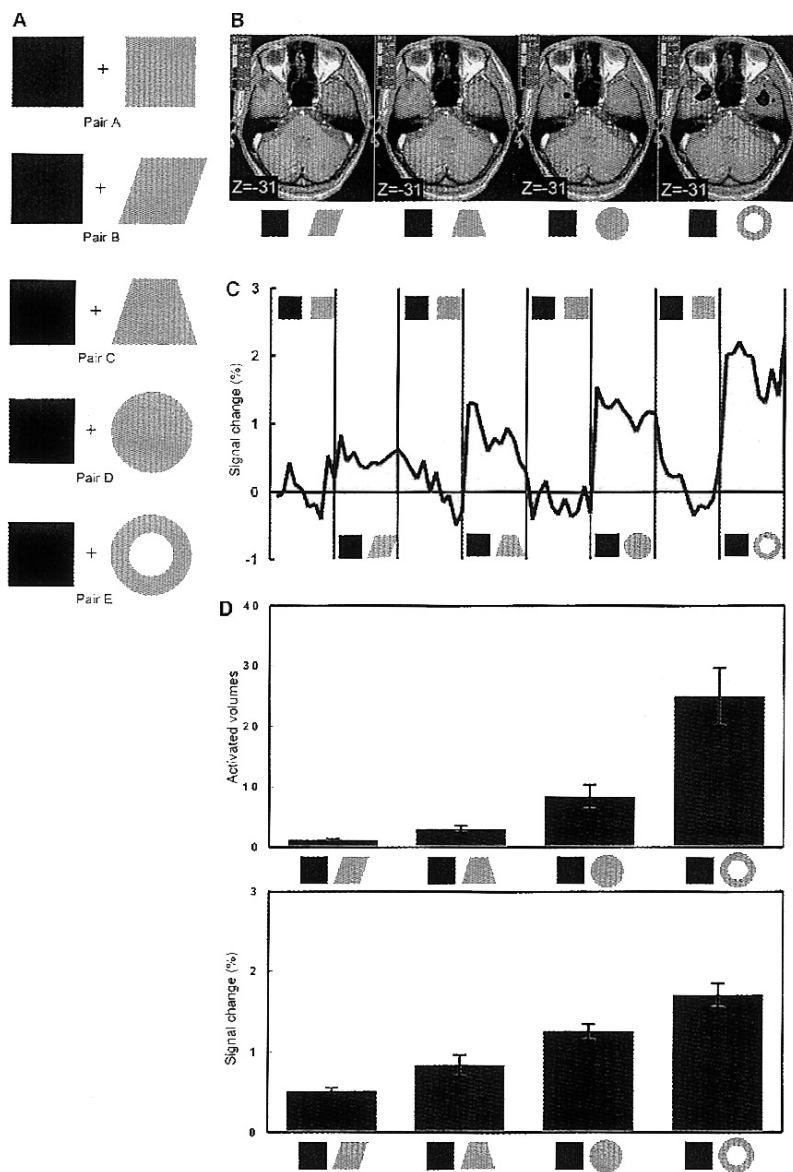 A
+
Pair A
+
Pair B
+
Pair C
+
Pair D
+
Pair E
B
Z=-31
Z=-31
Z=-31
Z=-31
C
Signal change (%)
3
2
1
0
-1
D
Activated volumes
40
30
20
10
0
Signal change (%)
3
2
1
0